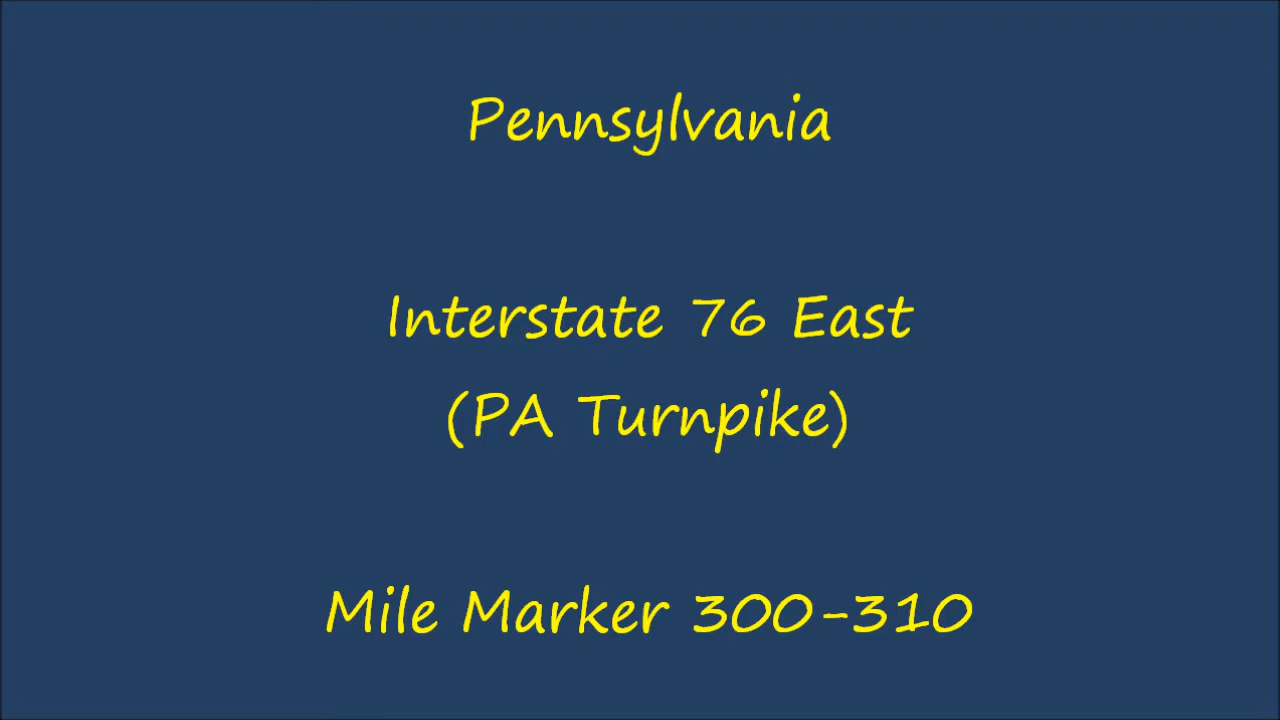 Pennsylvania
Interstate 76 East
(PA Turnpike)
Mile Marker 300-310